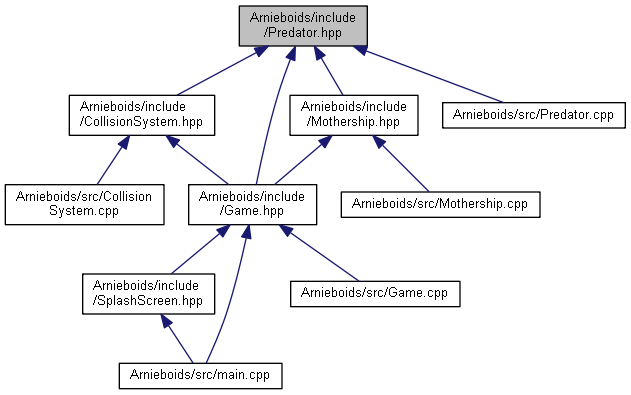 Arnieboids/include
/Predator.hpp
Arnieboids/include
/CollisionSystem.hpp
Arnieboids/include
/Mothership.hpp
Arnieboids/src/Predator.cpp
Arnieboids/src/Collision
System.cpp
Arnieboids/include
/Game.hpp
Arnieboids/src/Mothership.cpp
Arnieboids/include
/SplashScreen.hpp
Arnieboids/src/Game.cpp
Arnieboids/src/main.cpp